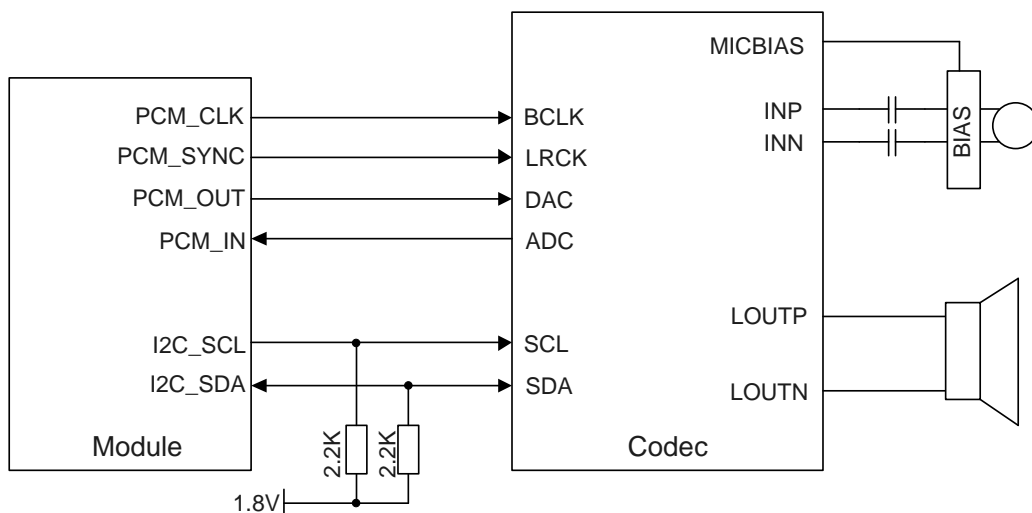 MICBIAS
PCM_CLK
BCLK
INP
PCM_SYNC
LRCK
INN
BIAS
PCM_OUT
DAC
PCM_IN
ADC
LOUTP
I2C_SCL
SCL
I2C_SDA
SDA
LOUTN
Module
2.2K
2.2K
Codec
1.8V